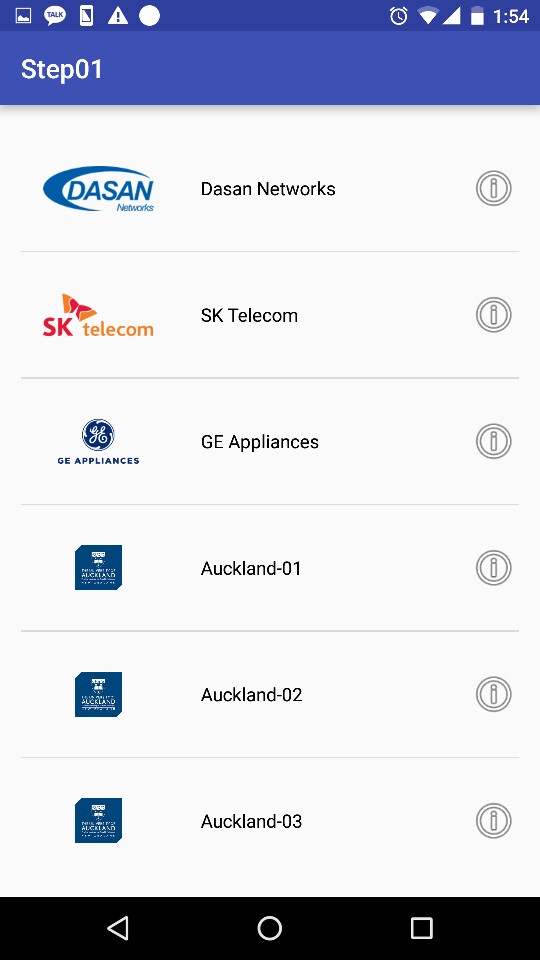 TALK
1:54
Step01
DASAN
Networks
Dasan Networks
SK telecom
SK Telecom
GE
GE APPLIANCES
GE Appliances
AUCKLAND
Auckland-01
AUCKLAND
Auckland-02
AUCKLAND
Auckland-03